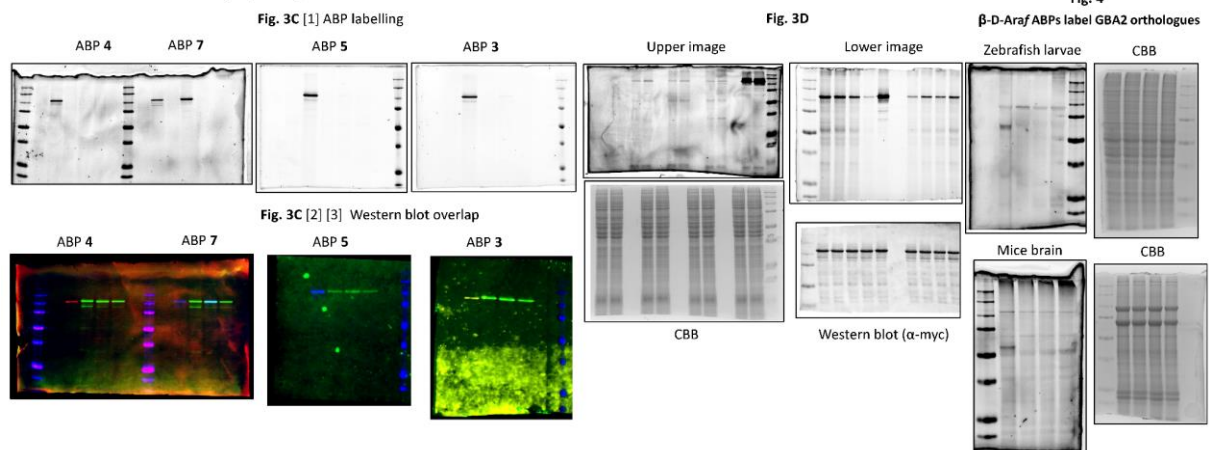 Fig. 3C [1] ABP labelling
ABP 4
ABP 7
ABP 5
ABP 3
Fig. 3C [2] [3] Western blot overlap
ABP 4
ABP 7
ABP 5
ABP 3
Fig. 3D
Upper image
Lower image
CBB
Western blot (α-myc)
Fig. 4
β-D-Araf ABPs label GBA2 orthologues
Zebrafish larvae
CBB
Mice brain
CBB